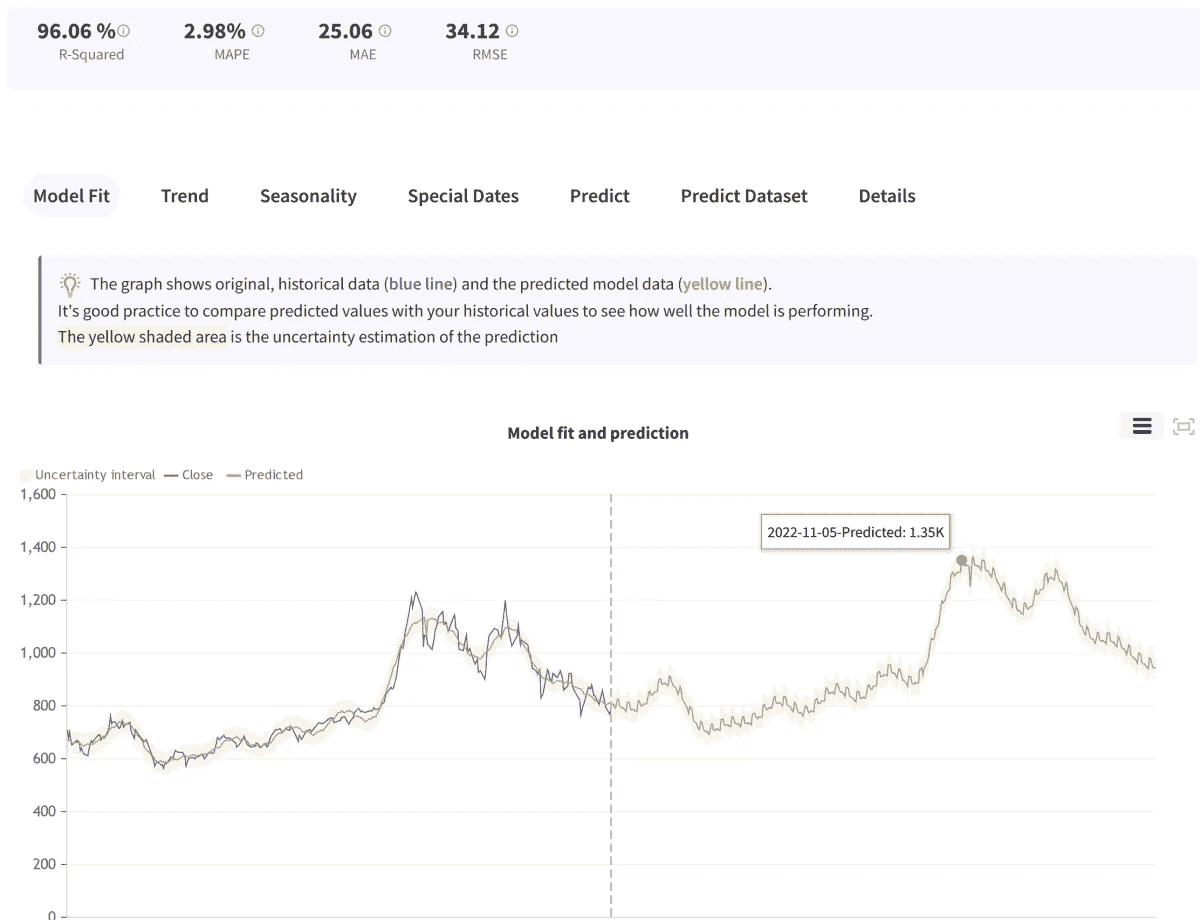 96.06 % 2.98% 25.06 34.12
R-Squared MAPE MAE RMSE
Model Fit Trend Seasonality Special Dates Predict Predict Dataset Details
The graph shows original, historical data (blue line) and the predicted model data (yellow line).
It's good practice to compare predicted values with your historical values to see how well the model is performing.
The yellow shaded area is the uncertainty estimation of the prediction
Model fit and prediction
Uncertainty interval Close Predicted
1,600
2022-11-05-Predicted: 1.35K
1,400
1,200
1,000
800
600
400
200
0